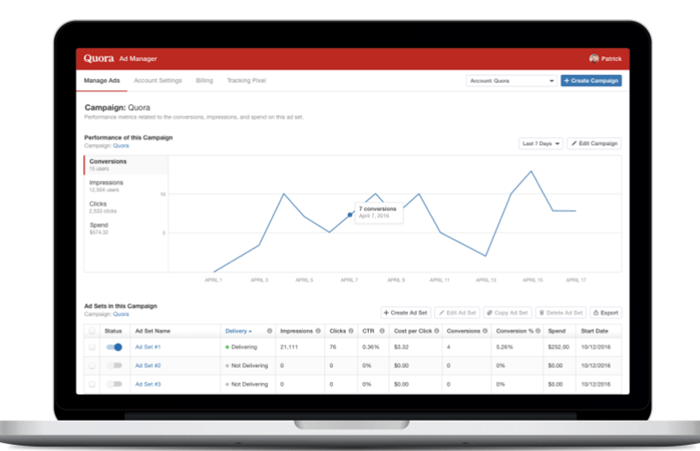 Quora Ad Manager
Patrick
Manage Ads Account Settings Billing Tracking Pixel
Account: Quora
+ Create Campaign
Campaign: Quora
Performance metrics related to the conversions, impressions, and spend on this ad set.
Performance of this Campaign
Campaign: Quora
Last 7 Days
Edit Campaign
Conversions
15 users
Impressions
Clicks
2,533 clicks
Spend
$574.32
10
5
7 conversions
April 7, 2016
APRIL 1 APRIL 3 APRIL 5 APRIL 7 APRIL 9 APRIL 11 APRIL 13 APRIL 15 APRIL 17
Ad Sets in this Campaign
Campaign: Quora
+ Create Ad Set Edit Ad Set Copy Ad Set Delete Ad Set Export
Status Ad Set Name Delivery Impressions Clicks CTR Cost per Click Conversions Conversion % Spend Start Date
Ad Set #1 Delivering 21,111 76 0.36% $3.32 4 5.26% $252.00 10/12/2016
Ad Set #2 Not Delivering 0 0 0% $0.00 0 0% $0.00 10/12/2016
Ad Set #3 Not Delivering 0 0 0% $0.00 0 0% $0.00 10/12/2016